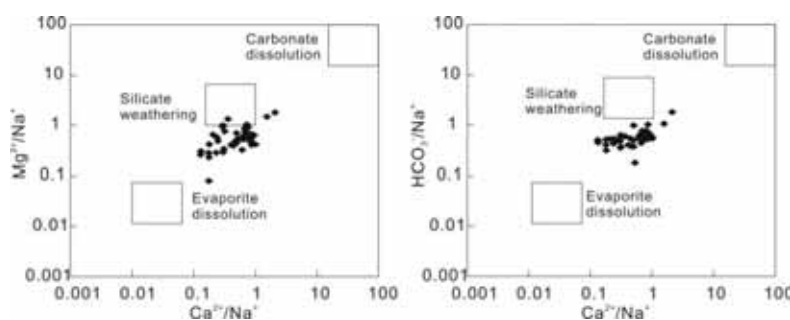 100
10
1
0.1
0.01
0.001
Mg²⁺/Na⁺
Carbonate
dissolution
Silicate
weathering
Evaporite
dissolution
0.001 0.01 0.1 1 10 100
Ca²⁺/Na⁺
100
10
1
0.1
0.01
0.001
HCO₃⁻/Na⁺
Carbonate
dissolution
Silicate
weathering
Evaporite
dissolution
0.001 0.01 0.1 1 10 100
Ca²⁺/Na⁺